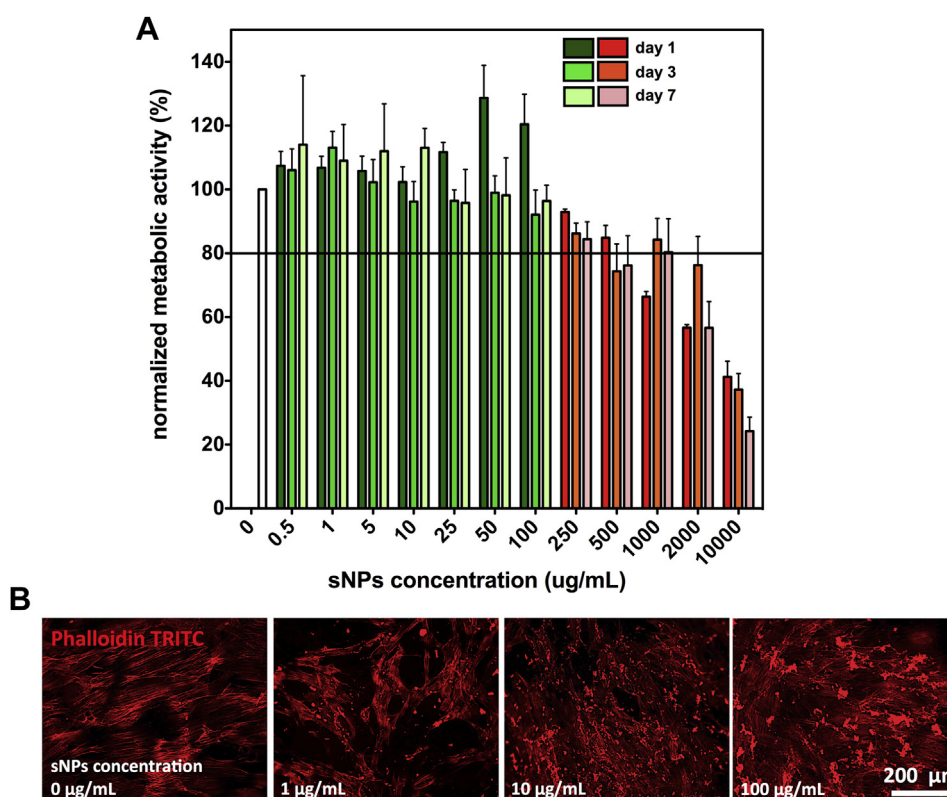 A
day 1
day 3
day 7
normalized metabolic activity (%)
140
120
100
80
60
40
20
0
0 0.5 1 5 10 25 50 100 250 500 1000 2000 10000
sNPs concentration (ug/mL)
B
Phalloidin TRITC
sNPs concentration
0 µg/mL 1 µg/mL 10 µg/mL 100 µg/mL 200 µm